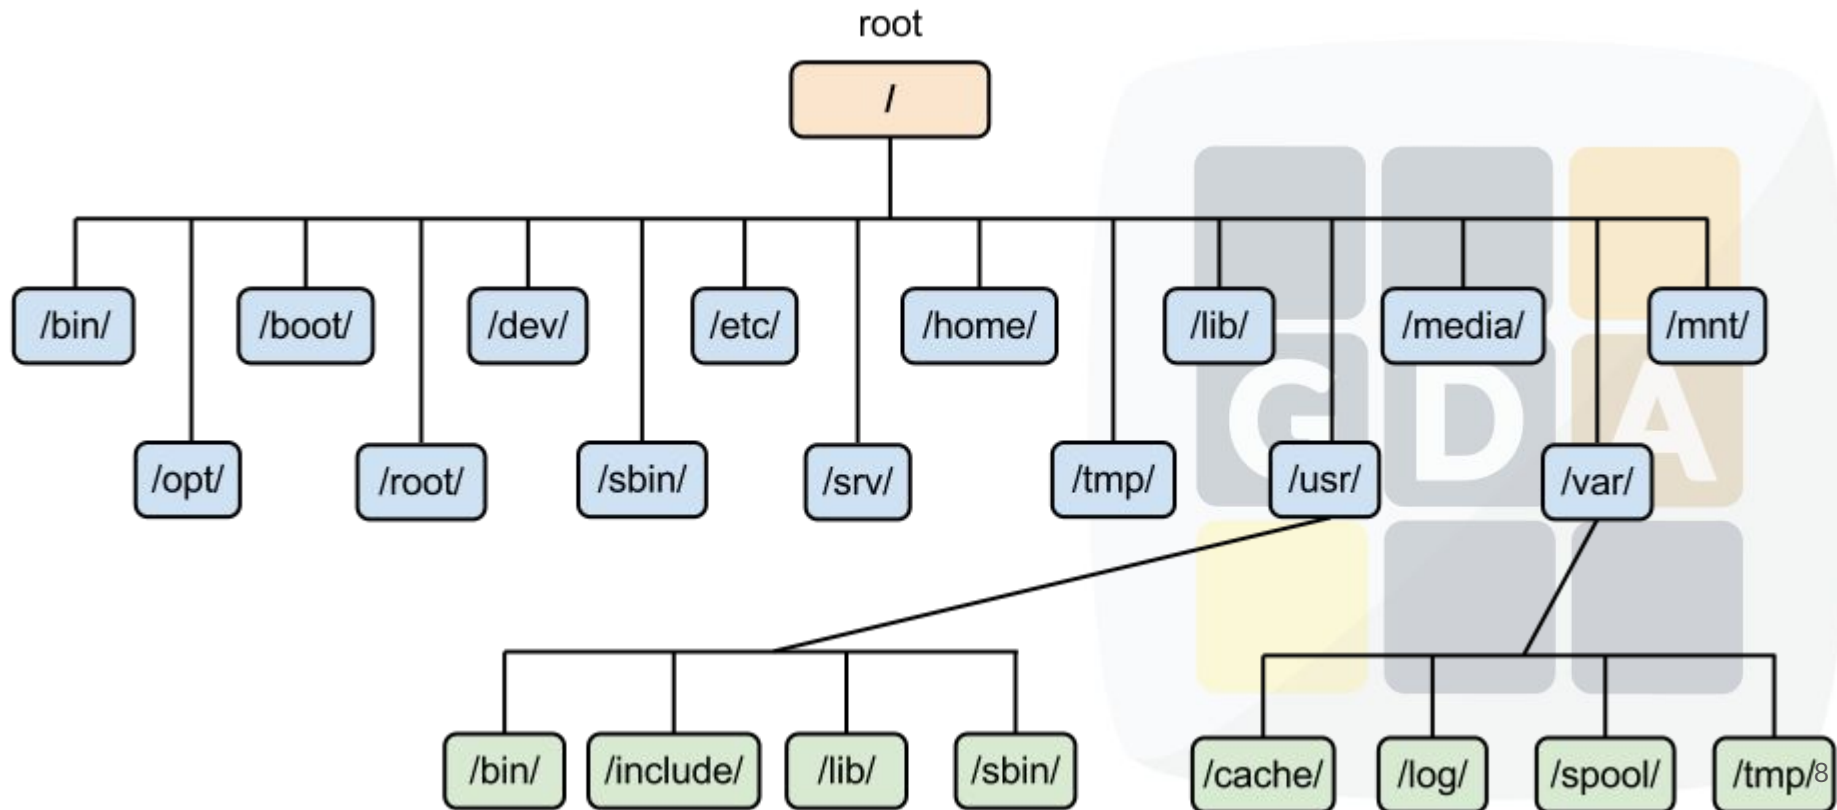 root
/
/bin/ /boot/ /dev/ /etc/ /home/ /lib/ /media/ /mnt/
GDA
/opt/ /root/ /sbin/ /srv/ /tmp/ /usr/ /var/
/bin/ /include/ /lib/ /sbin/ /cache/ /log/ /spool/ /tmp/ 8